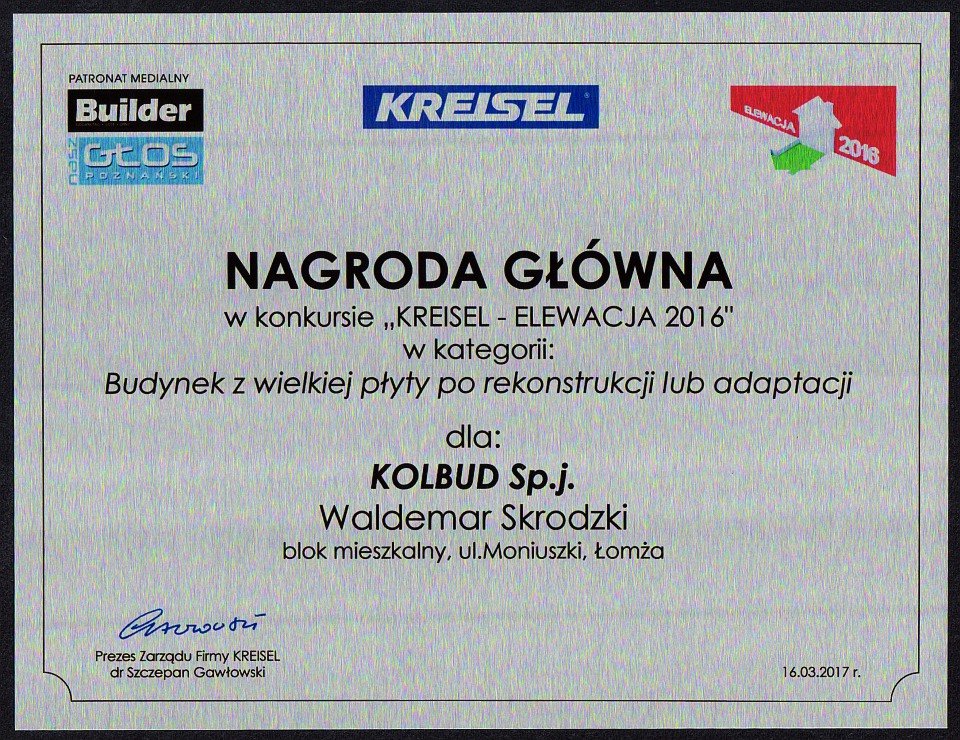 PATRONAT MEDIALNY
Builder
nasz
GŁOS
POZNAŃSKI
KREISEL
ELEWACJA
2016
NAGRODA GŁÓWNA
w konkursie „KREISEL - ELEWACJA 2016"
w kategorii:
Budynek z wielkiej płyty po rekonstrukcji lub adaptacji
dla:
KOLBUD Sp.j.
Waldemar Skrodzki
blok mieszkalny, ul.Moniuszki, Łomża
Prezes Zarządu Firmy KREISEL
dr Szczepan Gawłowski
16.03.2017 r.